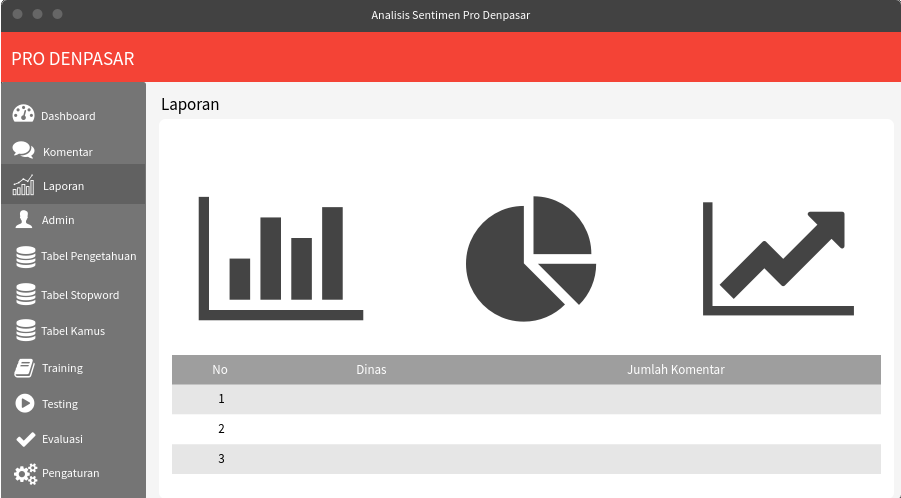 Analisis Sentimen Pro Denpasar
PRO DENPASAR
Dashboard
Komentar
Laporan
Admin
Tabel Pengetahuan
Tabel Stopword
Tabel Kamus
Training
Testing
Evaluasi
Pengaturan
Laporan
No Dinas Jumlah Komentar
1
2
3